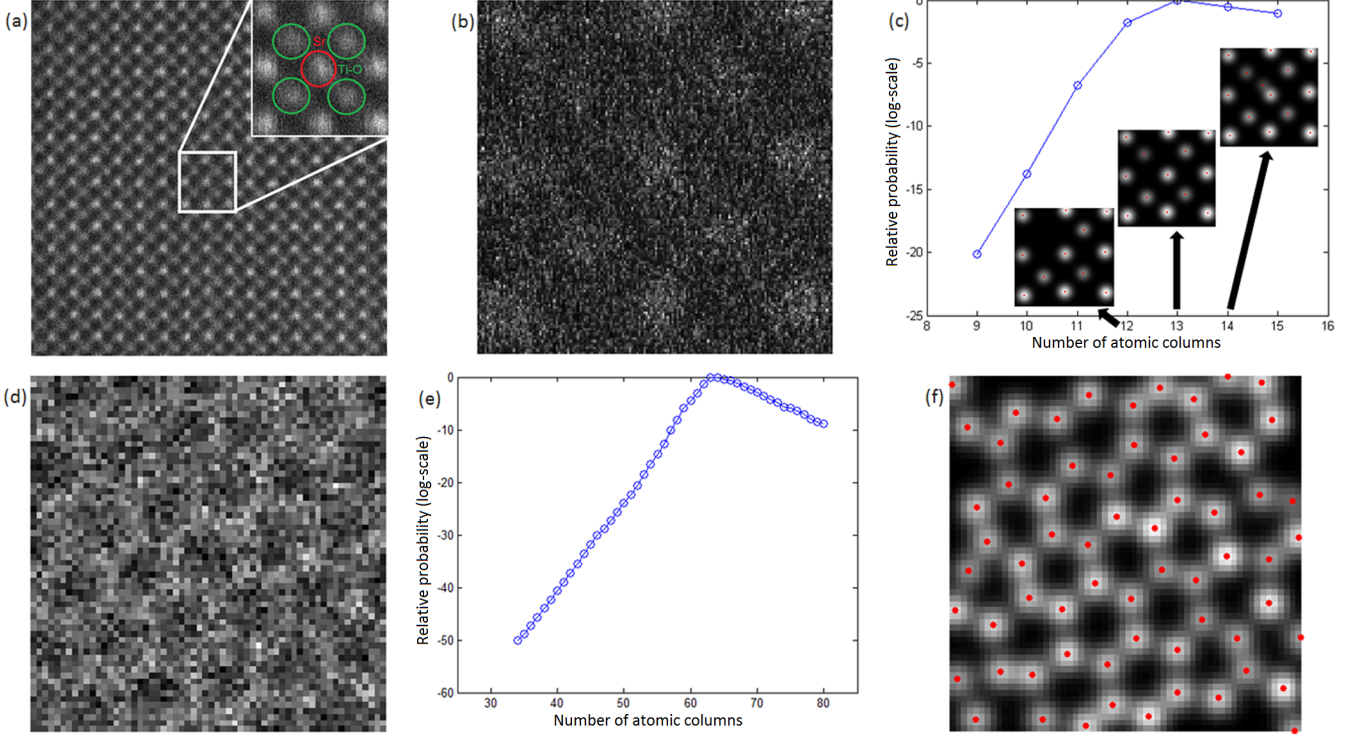 (a)
Sr
Ti-O
(b)
(c)
Relative probability (log-scale)
0
-5
-10
-15
-20
-25
8 9 10 11 12 13 14 15 16
Number of atomic columns
(d)
(e)
Relative probability (log-scale)
0
-10
-20
-30
-40
-50
-60
30 40 50 60 70 80
Number of atomic columns
(f)